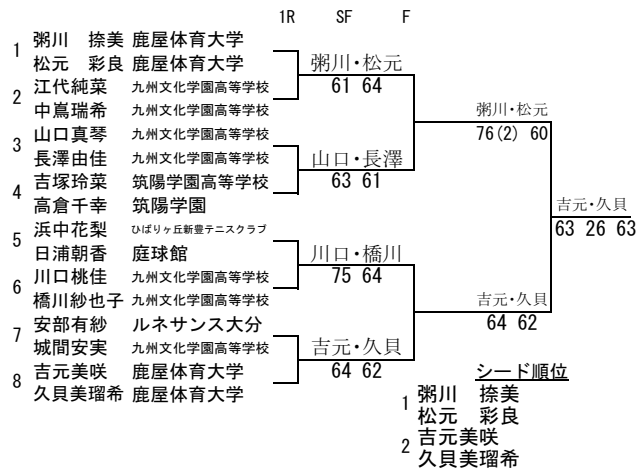 1R SF F
1 粥川 捺美 鹿屋体育大学
松元 彩良 鹿屋体育大学
粥川・松元
61 64
2 江代純菜 九州文化学園高等学校
中嶌瑞希 九州文化学園高等学校
粥川・松元
76(2) 60
3 山口真琴 九州文化学園高等学校
長澤由佳 九州文化学園高等学校
山口・長澤
63 61
4 吉塚玲菜 筑陽学園高等学校
高倉千幸 筑陽学園
吉元・久貝
63 26 63
5 浜中花梨 ひばりヶ丘新豊テニスクラブ
日浦朝香 庭球館
川口・橋川
75 64
6 川口桃佳 九州文化学園高等学校
橋川紗也子 九州文化学園高等学校
吉元・久貝
64 62
7 安部有紗 ルネサンス大分
城間安実 九州文化学園高等学校
吉元・久貝
64 62
8 吉元美咲 鹿屋体育大学
久貝美瑠希 鹿屋体育大学
シード順位
1 粥川 捺美
松元 彩良
2 吉元美咲
久貝美瑠希